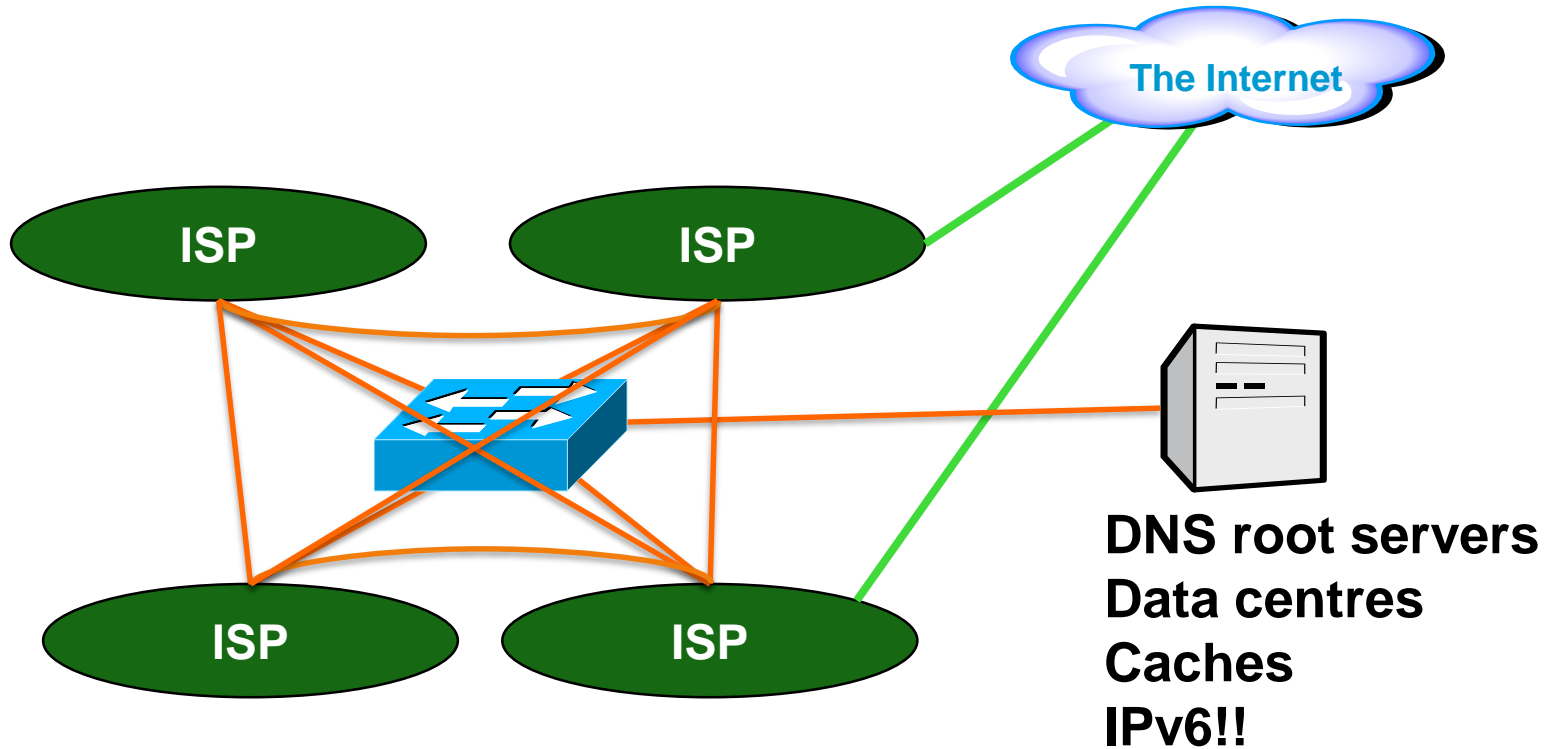 The Internet
ISP
ISP
ISP
ISP
DNS root servers
Data centres
Caches
IPv6!!